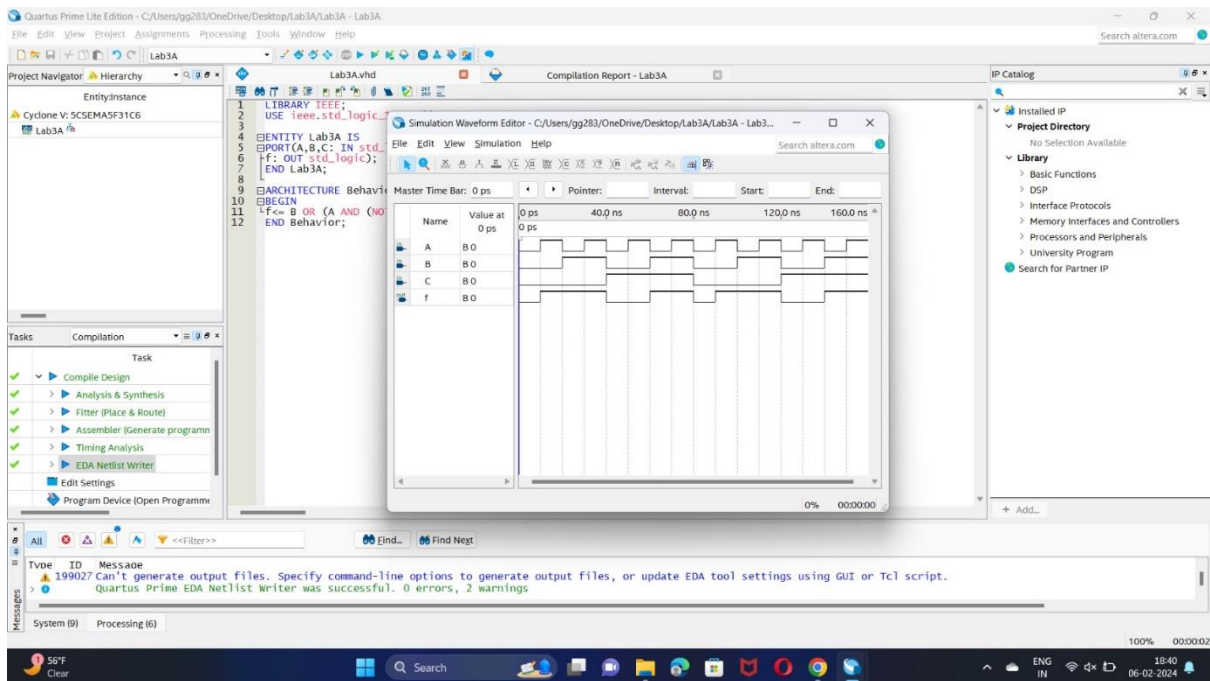 Quartus Prime Lite Edition - C:/Users/gg283/OneDrive/Desktop/Lab3A/Lab3A - Lab3A
File Edit View Project Assignments Processing Tools Window Help
Search altera.com
Lab3A
Project Navigator Hierarchy
Entity:Instance
Cyclone V: 5CSEMA5F31C6
Lab3A
Lab3A.vhd
Compilation Report - Lab3A
1 LIBRARY IEEE;
2 USE ieee.std_logic_
3
4 ENTITY Lab3A IS
5 PORT(A,B,C: IN std_
6 f: OUT std_logic);
7 END Lab3A;
8
9 ARCHITECTURE Behavi
10 BEGIN
11 f<= B OR (A AND (NO
12 END Behavior;
Simulation Waveform Editor - C:/Users/gg283/OneDrive/Desktop/Lab3A/Lab3A - Lab3...
File Edit View Simulation Help
Search altera.com
Master Time Bar: 0 ps
Pointer:
Interval:
Start:
End:
Name
Value at
0 ps
0 ps 40.0 ns 80.0 ns 120.0 ns 160.0 ns
0 ps
A B 0
B B 0
C B 0
f B 0
0% 00:00:00
IP Catalog
Installed IP
Project Directory
No Selection Available
Library
Basic Functions
DSP
Interface Protocols
Memory Interfaces and Controllers
Processors and Peripherals
University Program
Search for Partner IP
+ Add...
Tasks Compilation
Task
Compile Design
Analysis & Synthesis
Fitter (Place & Route)
Assembler (Generate programm
Timing Analysis
EDA Netlist Writer
Edit Settings
Program Device (Open Programme
All
<<Filter>>
Find...
Find Next
Type ID Message
199027 Can't generate output files. Specify command-line options to generate output files, or update EDA tool settings using GUI or Tcl script.
Quartus Prime EDA Netlist Writer was successful. 0 errors, 2 warnings
Messages
System (9) Processing (6)
100% 00:00:02
1
56°F
Clear
Search
ENG
IN
18:40
06-02-2024